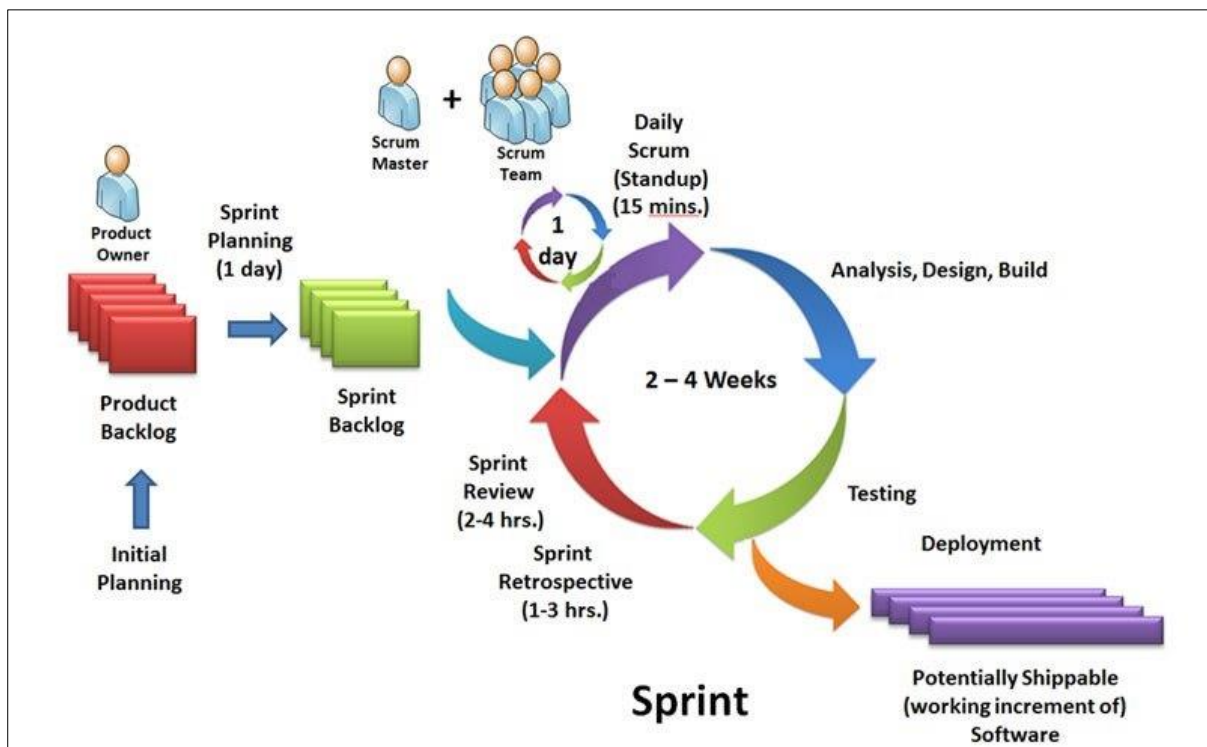 Scrum
Master
+
Scrum
Team
Daily
Scrum
(Standup)
(15 mins.)
Product
Owner
Sprint
Planning
(1 day)
1
day
Analysis, Design, Build
2 – 4 Weeks
Product
Backlog
Sprint
Backlog
Initial
Planning
Sprint
Review
(2-4 hrs.)
Sprint
Retrospective
(1-3 hrs.)
Testing
Deployment
Potentially Shippable
(working increment of)
Software
Sprint